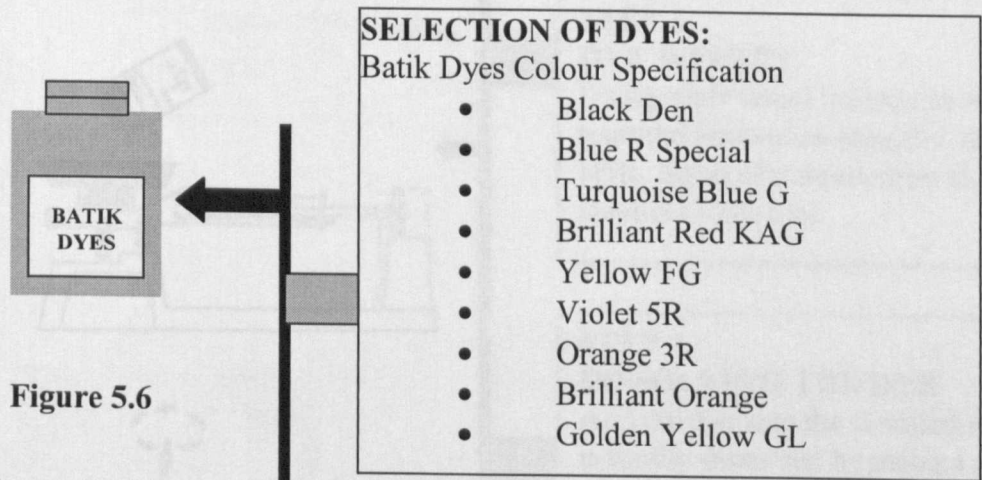 SELECTION OF DYES:
Batik Dyes Colour Specification
• Black Den
• Blue R Special
• Turquoise Blue G
• Brilliant Red KAG
• Yellow FG
• Violet 5R
• Orange 3R
• Brilliant Orange
• Golden Yellow GL
BATIK
DYES
Figure 5.6